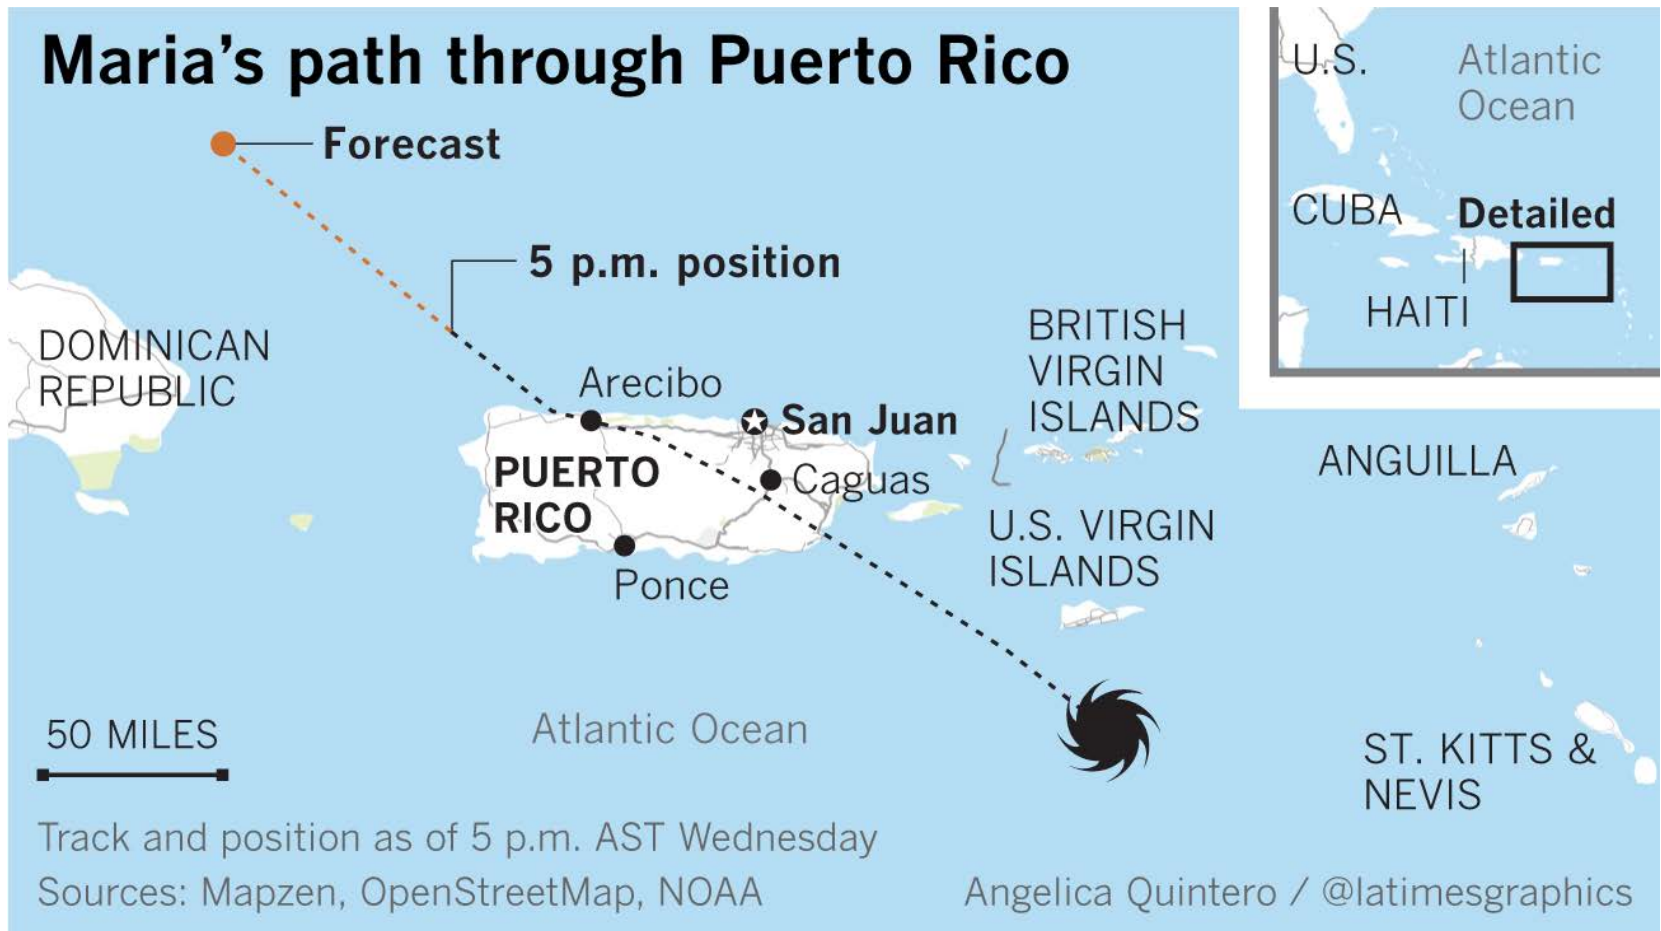 Maria's path through Puerto Rico
Forecast
5 p.m. position
DOMINICAN
REPUBLIC
Arecibo
San Juan
PUERTO
RICO
Caguas
Ponce
BRITISH
VIRGIN
ISLANDS
U.S. VIRGIN
ISLANDS
ANGUILLA
ST. KITTS &
NEVIS
Atlantic Ocean
50 MILES
U.S.
Atlantic
Ocean
CUBA
Detailed
HAITI
Track and position as of 5 p.m. AST Wednesday
Sources: Mapzen, OpenStreetMap, NOAA
Angelica Quintero / @latimesgraphics